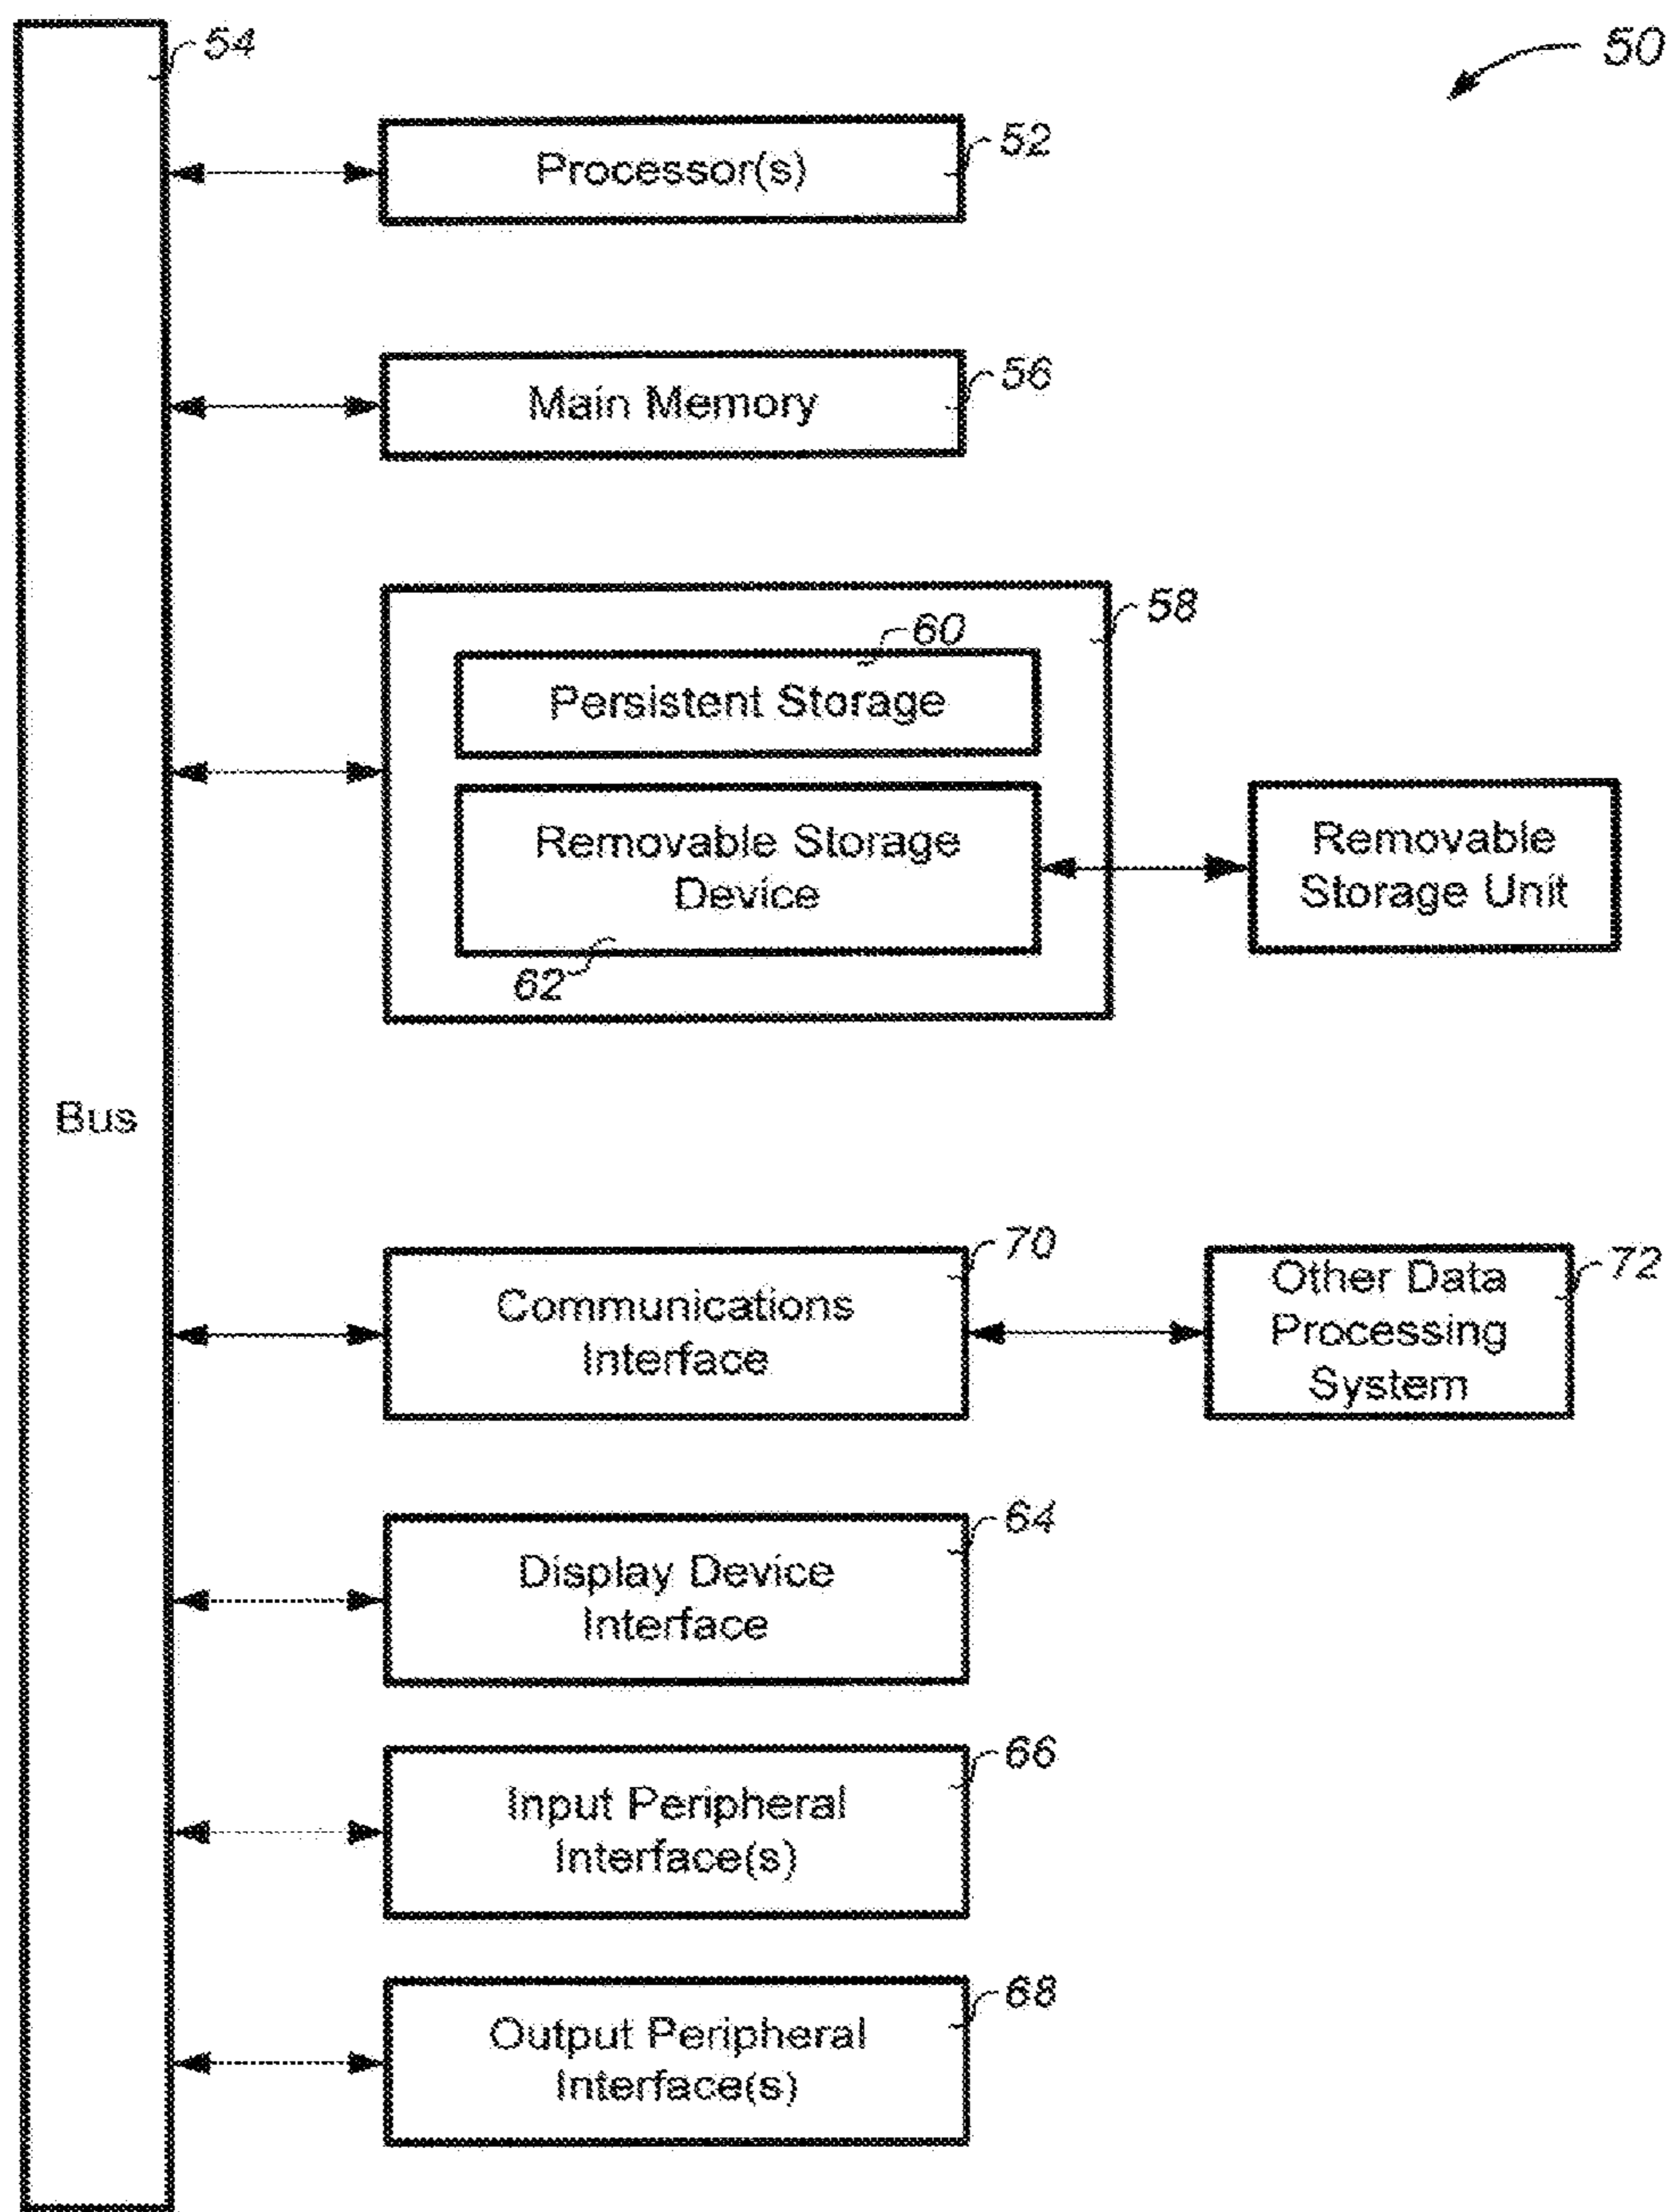 54
50
Processor(s)
52
Main Memory
56
58
60
Persistent Storage
Removable Storage
Device
62
Removable
Storage Unit
Bus
70
Communications
Interface
72
Other Data
Processing
System
64
Display Device
Interface
66
Input Peripheral
Interface(s)
68
Output Peripheral
Interface(s)